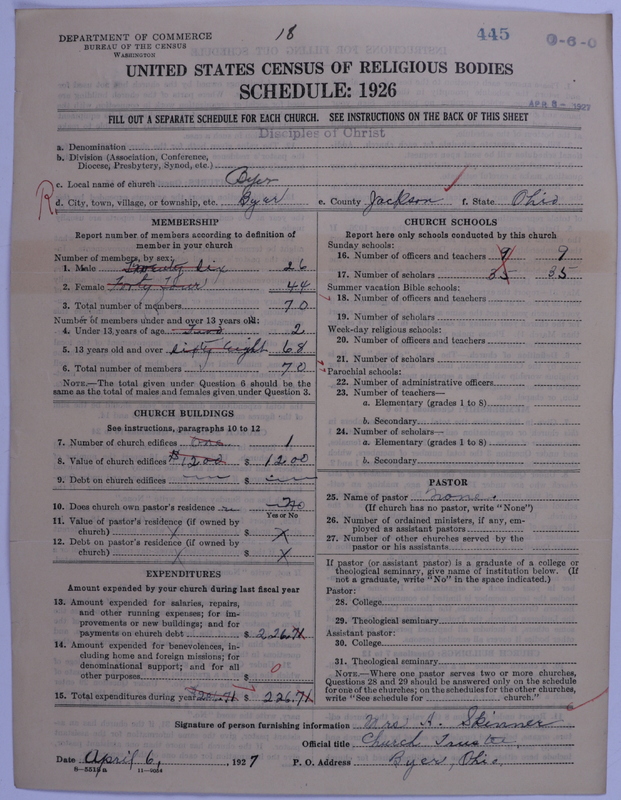 DEPARTMENT OF COMMERCE
BUREAU OF THE CENSUS
WASHINGTON
18
445
UNITED STATES CENSUS OF RELIGIOUS BODIES
SCHEDULE: 1926
APR 8 - 1927
FILL OUT A SEPARATE SCHEDULE FOR EACH CHURCH. SEE INSTRUCTIONS ON THE BACK OF THIS SHEET
Disciples of Christ
a. Denomination
b. Division (Association, Conference,
Diocese, Presbytery, Synod, etc.)
c. Local name of church Byer
R d. City, town, village, or township, etc. Byer e. County Jackson f. State Ohio
MEMBERSHIP
Report number of members according to definition of
member in your church
Number of members, by sex:
1. Male Twenty Six 26
2. Female Forty Four 44
3. Total number of members 70
Number of members under and over 13 years old:
4. Under 13 years of age Two 2
5. 13 years old and over Sixty Eight 68
6. Total number of members 70
NOTE.—The total given under Question 6 should be the
same as the total of males and females given under Question 3.
CHURCH BUILDINGS
See instructions, paragraphs 10 to 12
7. Number of church edifices One 1
8. Value of church edifices $1200 $ 1200
9. Debt on church edifices $
10. Does church own pastor's residence No
Yes or No
11. Value of pastor's residence (if owned by
church) X $ X
12. Debt on pastor's residence (if owned by
church) X $ X
EXPENDITURES
Amount expended by your church during last fiscal year
13. Amount expended for salaries, repairs,
and other running expenses; for im-
provements or new buildings; and for
payments on church debt $ 226.71
14. Amount expended for benevolences, in-
cluding home and foreign missions; for
denominational support; and for all
other purposes $ 0
15. Total expenditures during year $226.71 $ 226.71
CHURCH SCHOOLS
Report here only schools conducted by this church
Sunday schools:
16. Number of officers and teachers 9 9
17. Number of scholars 35 35
Summer vacation Bible schools:
18. Number of officers and teachers
19. Number of scholars
Week-day religious schools:
20. Number of officers and teachers
21. Number of scholars
Parochial schools:
22. Number of administrative officers
23. Number of teachers—
a. Elementary (grades 1 to 8)
b. Secondary
24. Number of scholars—
a. Elementary (grades 1 to 8)
b. Secondary
PASTOR
25. Name of pastor None.
(If church has no pastor, write "None")
26. Number of ordained ministers, if any, em-
ployed as assistant pastors
27. Number of other churches served by the
pastor or his assistants
If pastor (or assistant pastor) is a graduate of a college or
theological seminary, give name of institution below. (If
not a graduate, write "No" in the space indicated.)
Pastor:
28. College
29. Theological seminary
Assistant pastor:
30. College
31. Theological seminary
NOTE.—Where one pastor serves two or more churches,
Questions 28 and 29 should be answered only on the schedule
for one of the churches; on the schedules for the other churches,
write "See schedule for church."
Signature of person furnishing information Mrs. A. Skinner
Official title Church Trustee,
Date April 6, 1927 P. O. Address Byer, Ohio.
8—5518a 11—9054